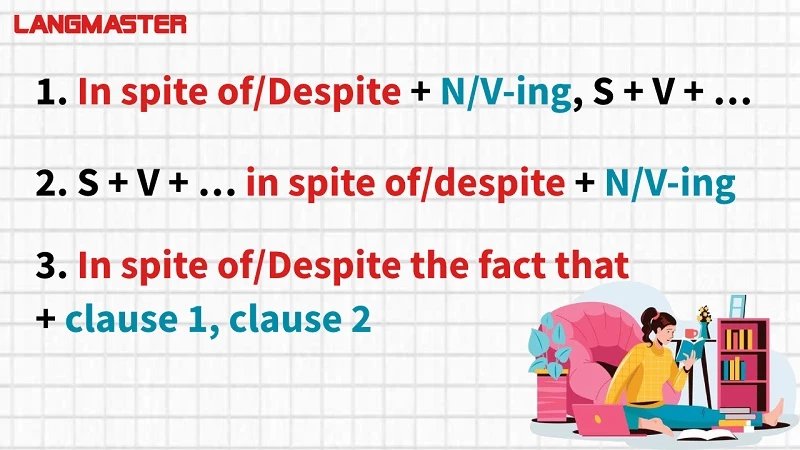 LANGMASTER
1. In spite of/Despite + N/V-ing, S + V + ...
2. S + V + ... in spite of/despite + N/V-ing
3. In spite of/Despite the fact that
+ clause 1, clause 2